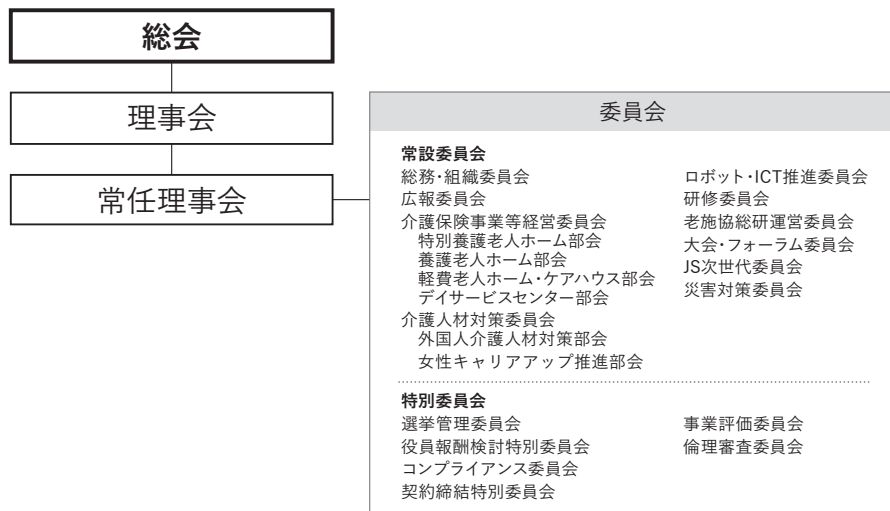 総会
理事会
常任理事会
委員会
常設委員会
総務・組織委員会
広報委員会
介護保険事業等経営委員会
特別養護老人ホーム部会
養護老人ホーム部会
軽費老人ホーム・ケアハウス部会
デイサービスセンター部会
介護人材対策委員会
外国人介護人材対策部会
女性キャリアアップ推進部会
ロボット・ICT推進委員会
研修委員会
老施協総研運営委員会
大会・フォーラム委員会
JS次世代委員会
災害対策委員会
特別委員会
選挙管理委員会
役員報酬検討特別委員会
コンプライアンス委員会
契約締結特別委員会
事業評価委員会
倫理審査委員会